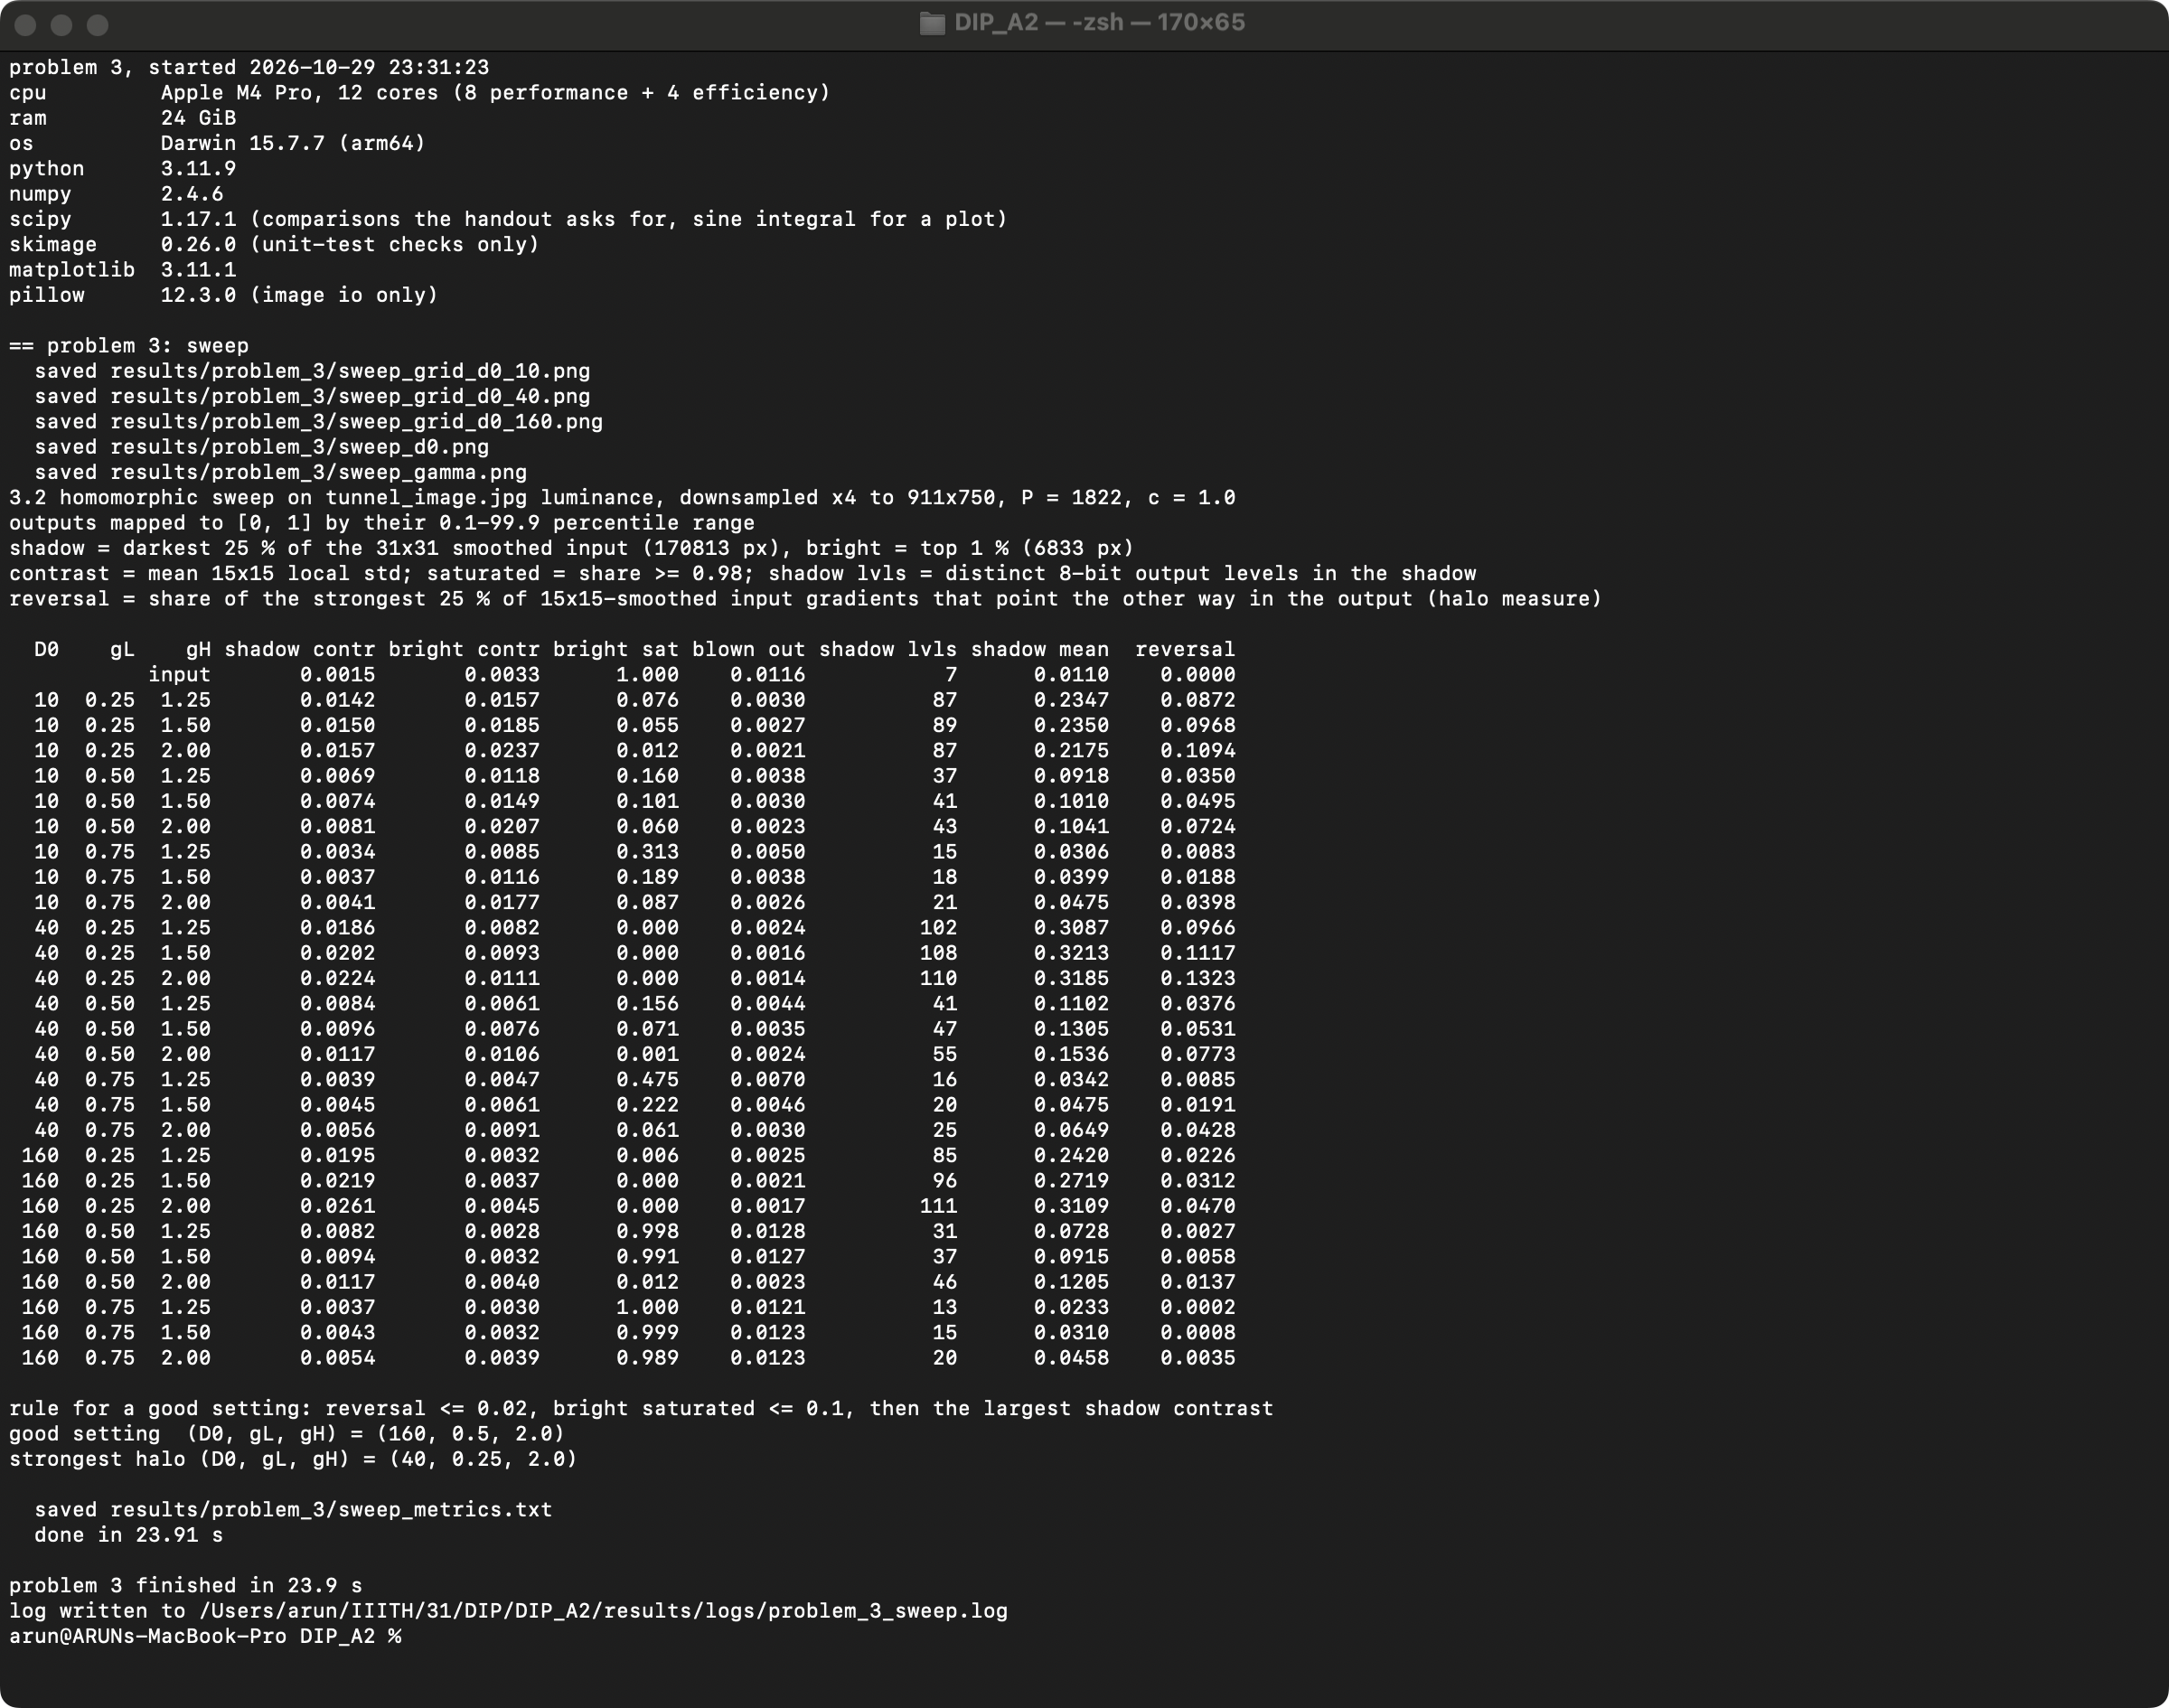 DIP_A2 — -zsh — 170×65
problem 3, started 2026-10-29 23:31:23
cpu         Apple M4 Pro, 12 cores (8 performance + 4 efficiency)
ram         24 GiB
os          Darwin 15.7.7 (arm64)
python      3.11.9
numpy       2.4.6
scipy       1.17.1 (comparisons the handout asks for, sine integral for a plot)
skimage     0.26.0 (unit-test checks only)
matplotlib  3.11.1
pillow      12.3.0 (image io only)
== problem 3: sweep
  saved results/problem_3/sweep_grid_d0_10.png
  saved results/problem_3/sweep_grid_d0_40.png
  saved results/problem_3/sweep_grid_d0_160.png
  saved results/problem_3/sweep_d0.png
  saved results/problem_3/sweep_gamma.png
3.2 homomorphic sweep on tunnel_image.jpg luminance, downsampled x4 to 911x750, P = 1822, c = 1.0
outputs mapped to [0, 1] by their 0.1-99.9 percentile range
shadow = darkest 25 % of the 31x31 smoothed input (170813 px), bright = top 1 % (6833 px)
contrast = mean 15x15 local std; saturated = share >= 0.98; shadow lvls = distinct 8-bit output levels in the shadow
reversal = share of the strongest 25 % of 15x15-smoothed input gradients that point the other way in the output (halo measure)
  D0    gL    gH shadow contr bright contr bright sat blown out shadow lvls shadow mean  reversal
           input       0.0015       0.0033      1.000    0.0116           7      0.0110    0.0000
  10  0.25  1.25       0.0142       0.0157      0.076    0.0030          87      0.2347    0.0872
  10  0.25  1.50       0.0150       0.0185      0.055    0.0027          89      0.2350    0.0968
  10  0.25  2.00       0.0157       0.0237      0.012    0.0021          87      0.2175    0.1094
  10  0.50  1.25       0.0069       0.0118      0.160    0.0038          37      0.0918    0.0350
  10  0.50  1.50       0.0074       0.0149      0.101    0.0030          41      0.1010    0.0495
  10  0.50  2.00       0.0081       0.0207      0.060    0.0023          43      0.1041    0.0724
  10  0.75  1.25       0.0034       0.0085      0.313    0.0050          15      0.0306    0.0083
  10  0.75  1.50       0.0037       0.0116      0.189    0.0038          18      0.0399    0.0188
  10  0.75  2.00       0.0041       0.0177      0.087    0.0026          21      0.0475    0.0398
  40  0.25  1.25       0.0186       0.0082      0.000    0.0024         102      0.3087    0.0966
  40  0.25  1.50       0.0202       0.0093      0.000    0.0016         108      0.3213    0.1117
  40  0.25  2.00       0.0224       0.0111      0.000    0.0014         110      0.3185    0.1323
  40  0.50  1.25       0.0084       0.0061      0.156    0.0044          41      0.1102    0.0376
  40  0.50  1.50       0.0096       0.0076      0.071    0.0035          47      0.1305    0.0531
  40  0.50  2.00       0.0117       0.0106      0.001    0.0024          55      0.1536    0.0773
  40  0.75  1.25       0.0039       0.0047      0.475    0.0070          16      0.0342    0.0085
  40  0.75  1.50       0.0045       0.0061      0.222    0.0046          20      0.0475    0.0191
  40  0.75  2.00       0.0056       0.0091      0.061    0.0030          25      0.0649    0.0428
 160  0.25  1.25       0.0195       0.0032      0.006    0.0025          85      0.2420    0.0226
 160  0.25  1.50       0.0219       0.0037      0.000    0.0021          96      0.2719    0.0312
 160  0.25  2.00       0.0261       0.0045      0.000    0.0017         111      0.3109    0.0470
 160  0.50  1.25       0.0082       0.0028      0.998    0.0128          31      0.0728    0.0027
 160  0.50  1.50       0.0094       0.0032      0.991    0.0127          37      0.0915    0.0058
 160  0.50  2.00       0.0117       0.0040      0.012    0.0023          46      0.1205    0.0137
 160  0.75  1.25       0.0037       0.0030      1.000    0.0121          13      0.0233    0.0002
 160  0.75  1.50       0.0043       0.0032      0.999    0.0123          15      0.0310    0.0008
 160  0.75  2.00       0.0054       0.0039      0.989    0.0123          20      0.0458    0.0035
rule for a good setting: reversal <= 0.02, bright saturated <= 0.1, then the largest shadow contrast
good setting  (D0, gL, gH) = (160, 0.5, 2.0)
strongest halo (D0, gL, gH) = (40, 0.25, 2.0)
  saved results/problem_3/sweep_metrics.txt
  done in 23.91 s
problem 3 finished in 23.9 s
log written to /Users/arun/IIITH/31/DIP/DIP_A2/results/logs/problem_3_sweep.log
arun@ARUNs-MacBook-Pro DIP_A2 %